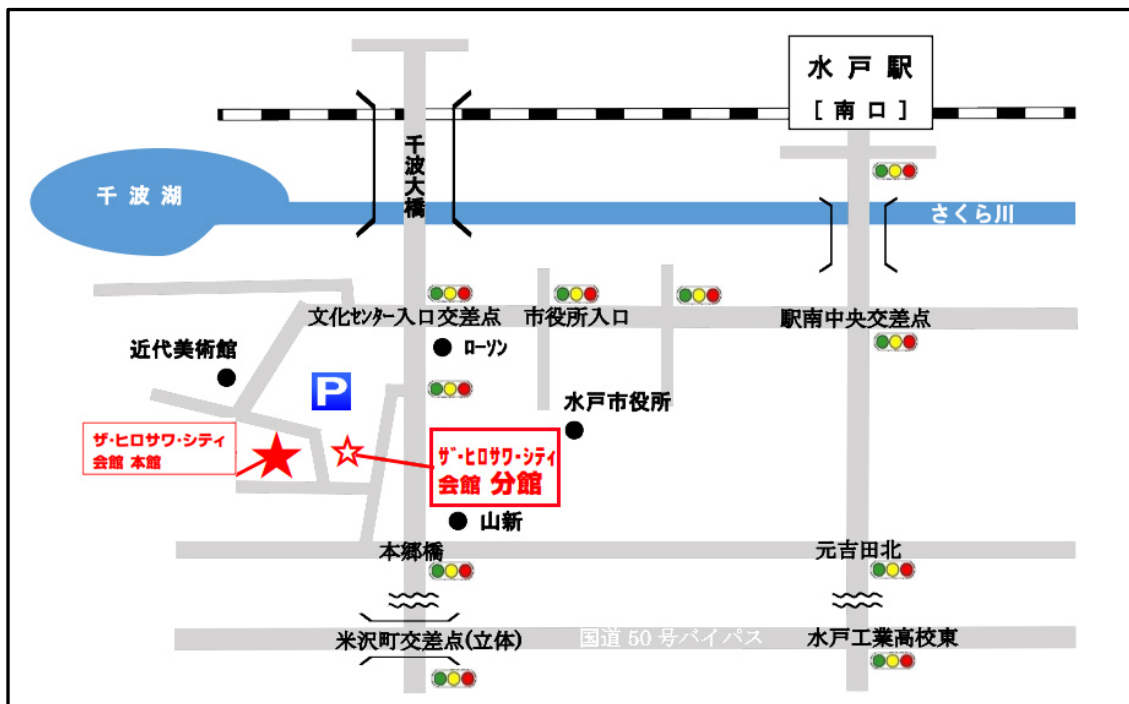 水戸駅
[南口]
千波大橋
千波湖
さくら川
文化センター入口交差点
市役所入口
駅南中央交差点
ローソン
近代美術館
P
水戸市役所
ザ・ヒロサワ・シティ
会館 本館
ザ・ヒロサワ・シティ
会館 分館
山新
本郷橋
元吉田北
米沢町交差点(立体)
国道50号バイパス
水戸工業高校東